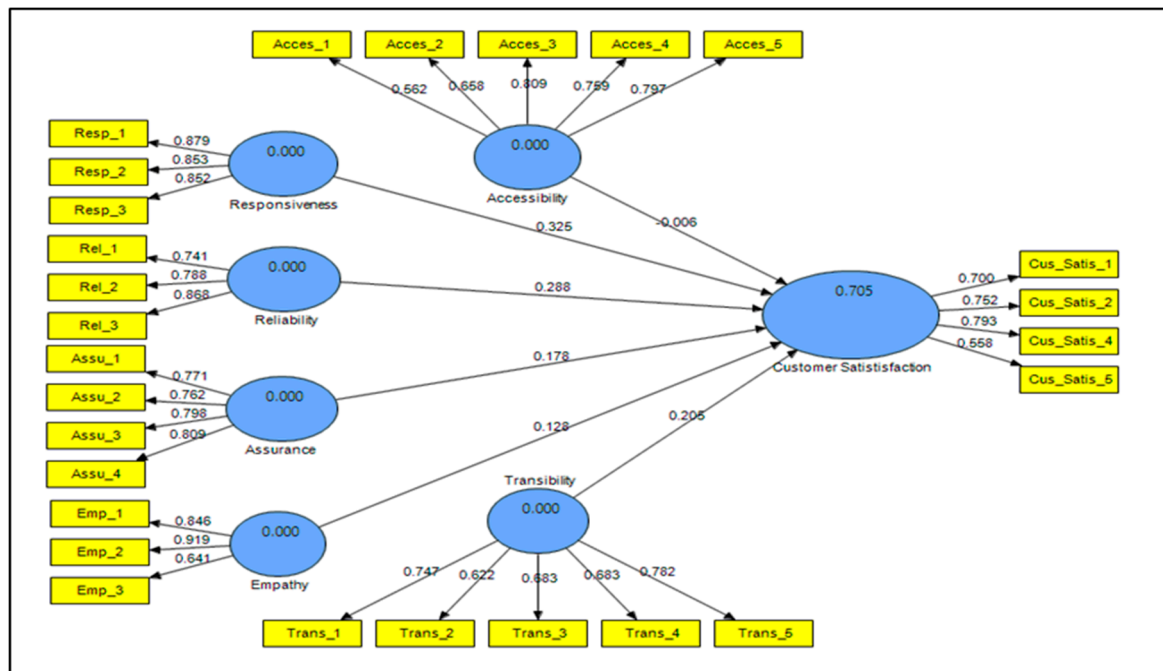 Acces_1 Acces_2 Acces_3 Acces_4 Acces_5
0.562 0.658 0.809 0.759 0.797
0.000
Accessibility
Resp_1
Resp_2
Resp_3
0.879
0.853
0.852
0.000
Responsiveness
0.325
-0.006
Rel_1
Rel_2
Rel_3
0.741
0.788
0.868
0.000
Reliability
0.288
0.705
Customer Satistisfaction
0.700
0.752
0.793
0.558
Cus_Satis_1
Cus_Satis_2
Cus_Satis_4
Cus_Satis_5
Assu_1
Assu_2
Assu_3
Assu_4
0.771
0.762
0.798
0.809
0.000
Assurance
0.178
0.128
0.205
Emp_1
Emp_2
Emp_3
0.846
0.919
0.641
0.000
Empathy
Transibility
0.000
0.747 0.622 0.683 0.683 0.782
Trans_1 Trans_2 Trans_3 Trans_4 Trans_5